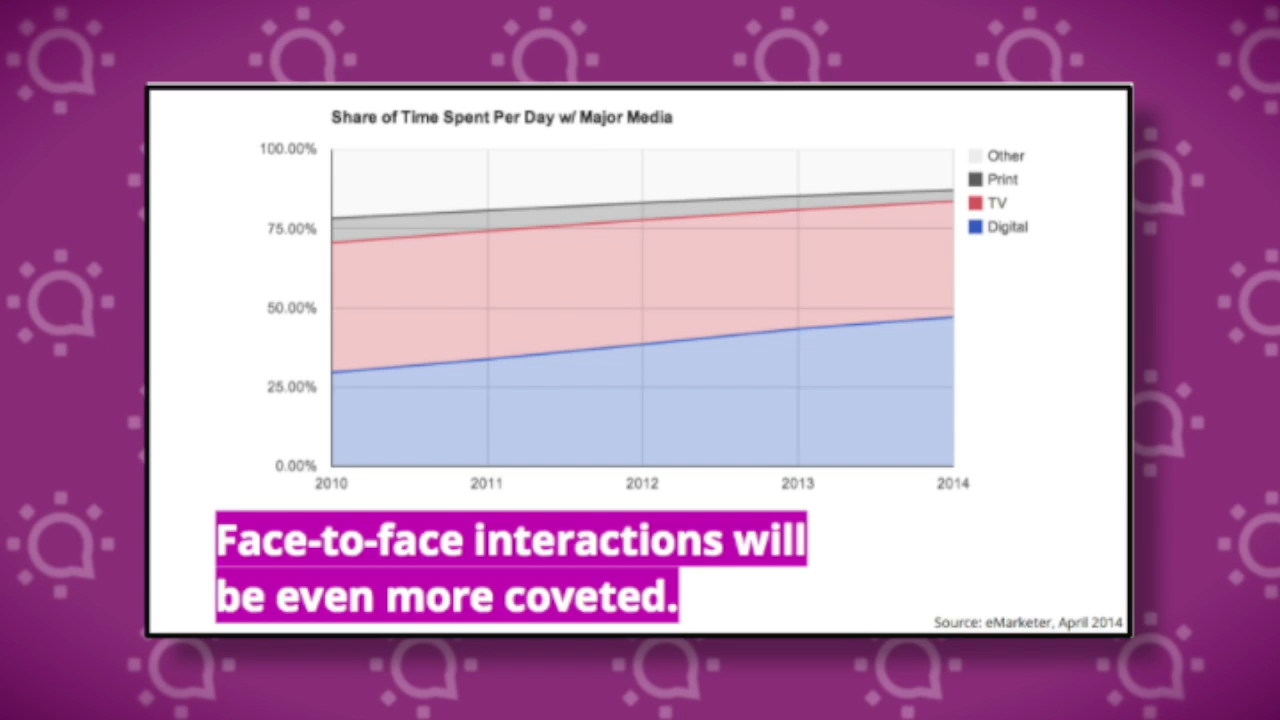 Share of Time Spent Per Day w/ Major Media
100.00%
75.00%
50.00%
25.00%
0.00%
2010
2011
2012
2013
2014
Other
Print
TV
Digital
Face-to-face interactions will
be even more coveted.
Source: eMarketer, April 2014